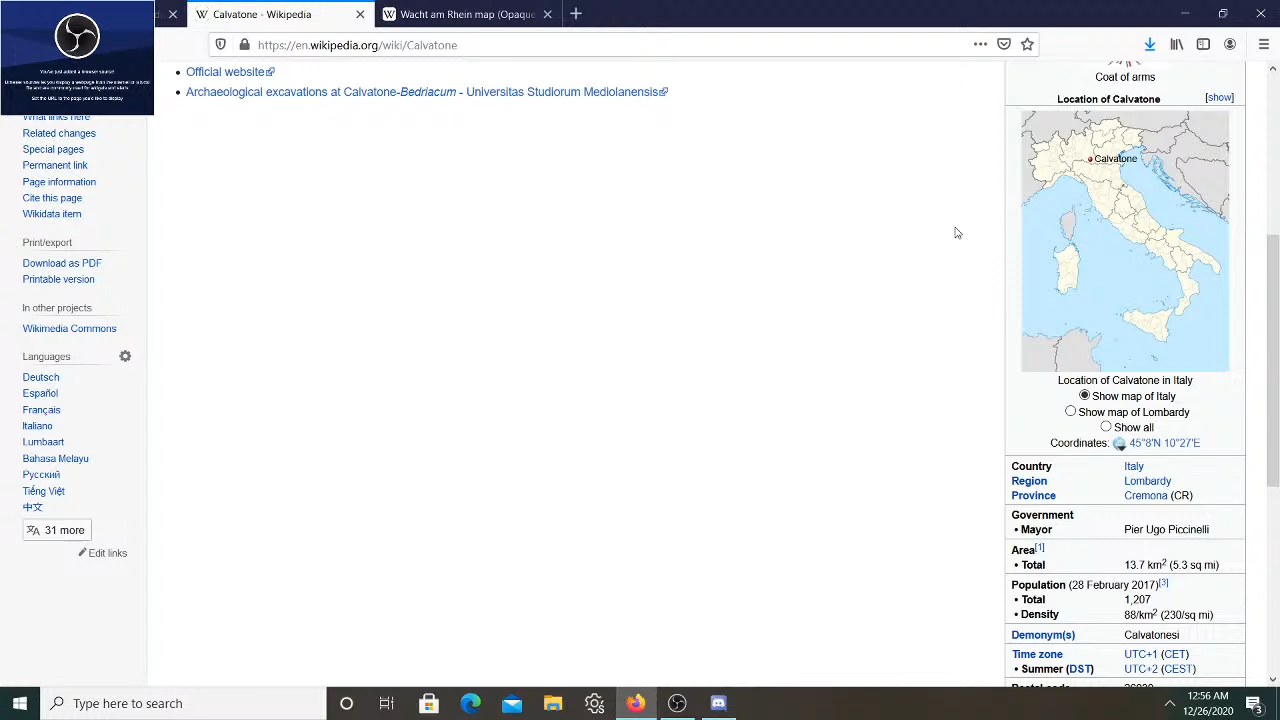 You've just added a browser source!
Calvatone - Wikipedia
Wacht am Rhein map (Opaque
https://en.wikipedia.org/wiki/Calvatone
Official website
Archaeological excavations at Calvatone-Bedriacum - Universitas Studiorum Mediolanensis
What links here
Related changes
Special pages
Permanent link
Page information
Cite this page
Wikidata item
Print/export
Download as PDF
Printable version
In other projects
Wikimedia Commons
Languages
Deutsch
Español
Français
Italiano
Lumbaart
Bahasa Melayu
Русский
Tiếng Việt
中文
31 more
Edit links
Coat of arms
Location of Calvatone [show]
Calvatone
Location of Calvatone in Italy
Show map of Italy
Show map of Lombardy
Show all
Coordinates: 45°8′N 10°27′E
Country Italy
Region Lombardy
Province Cremona (CR)
Government
• Mayor Pier Ugo Piccinelli
Area[1]
• Total 13.7 km² (5.3 sq mi)
Population (28 February 2017)[3]
• Total 1,207
• Density 88/km² (230/sq mi)
Demonym(s) Calvatonesi
Time zone UTC+1 (CET)
• Summer (DST) UTC+2 (CEST)
Type here to search
12:56 AM
12/26/2020
3